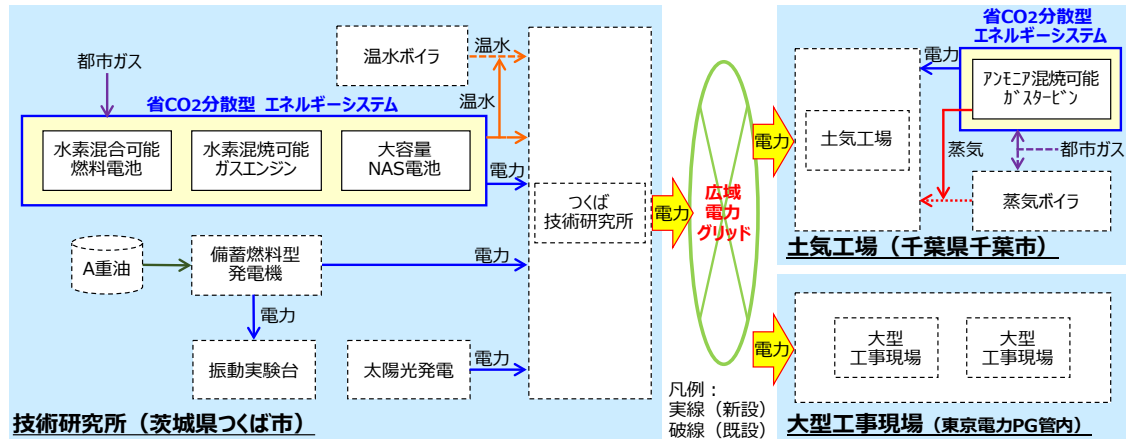 温水ボイラ
温水
都市ガス
温水
省CO2分散型 エネルギーシステム
水素混合可能
燃料電池
水素混焼可能
ガスエンジン
大容量
NAS電池
電力
つくば
技術研究所
A重油
備蓄燃料型
発電機
電力
電力
振動実験台
太陽光発電
電力
技術研究所（茨城県つくば市）
電力
広域
電力
グリッド
電力
電力
凡例：
実線（新設）
破線（既設）
省CO2分散型
エネルギーシステム
電力
アンモニア混焼可能
ガスタービン
土気工場
蒸気
都市ガス
蒸気ボイラ
土気工場（千葉県千葉市）
大型
工事現場
大型
工事現場
大型工事現場（東京電力PG管内）